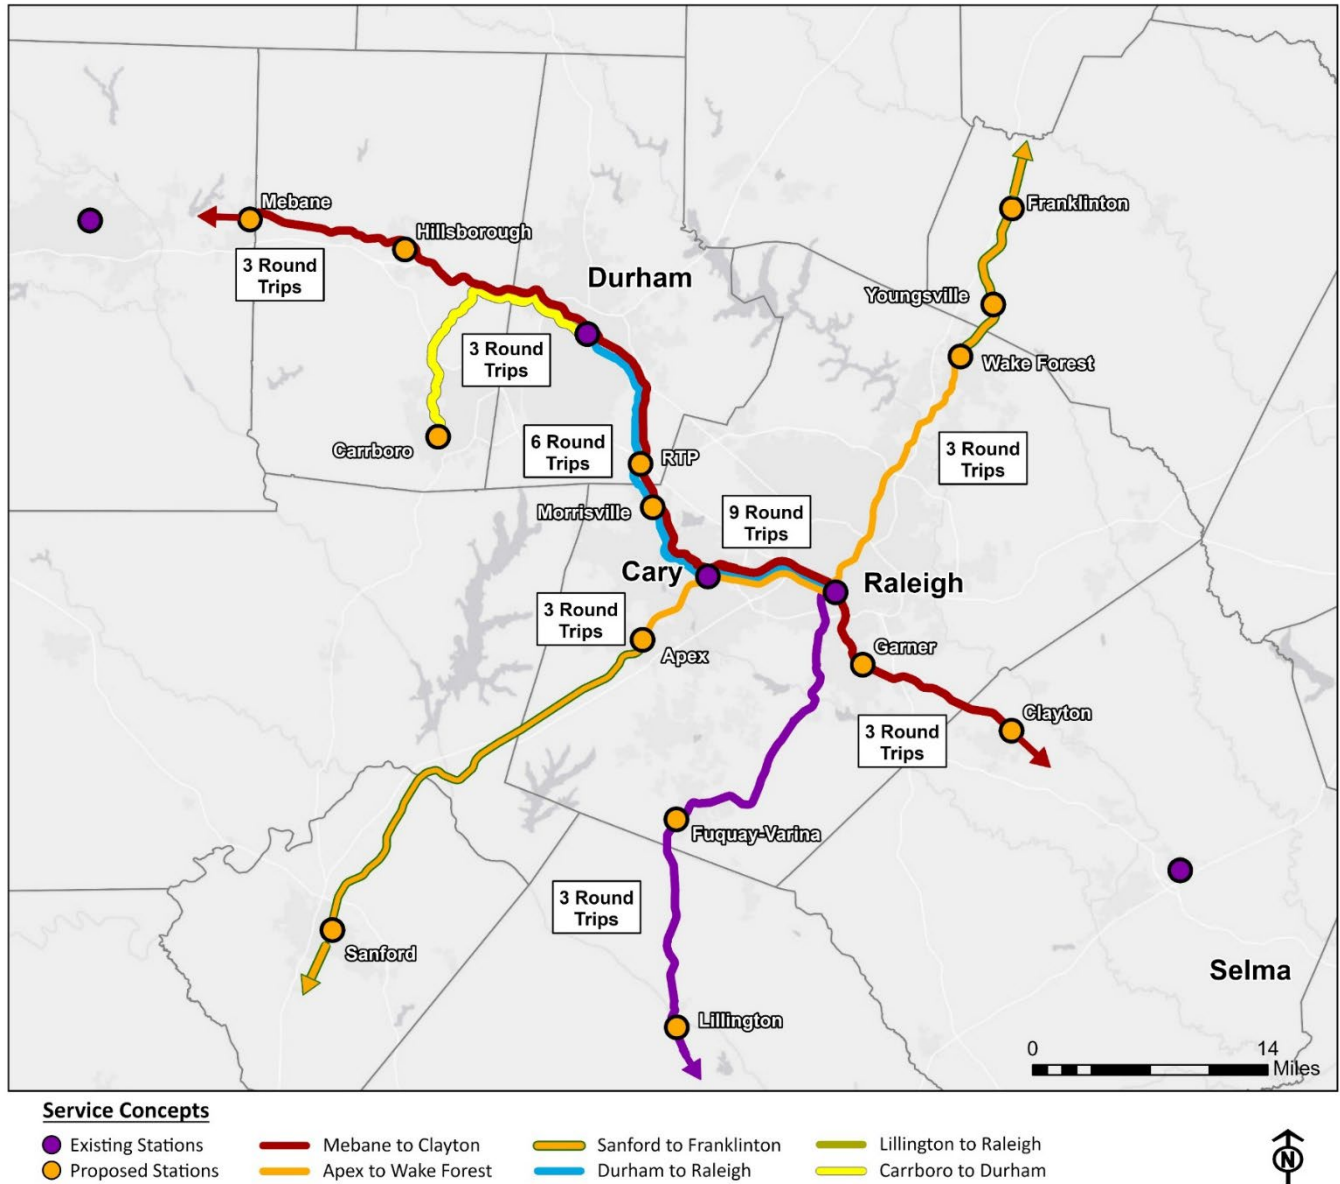 Mebane
Hillsborough
3 Round
Trips
Durham
Franklinton
Youngsville
Wake Forest
3 Round
Trips
Carrboro
6 Round
Trips
RTP
3 Round
Trips
Morrisville
9 Round
Trips
Cary
Raleigh
3 Round
Trips
Apex
Garner
Clayton
3 Round
Trips
Fuquay-Varina
3 Round
Trips
Sanford
Selma
Lillington
0 14
Miles
Service Concepts
Existing Stations
Mebane to Clayton
Sanford to Franklinton
Lillington to Raleigh
Proposed Stations
Apex to Wake Forest
Durham to Raleigh
Carrboro to Durham
N